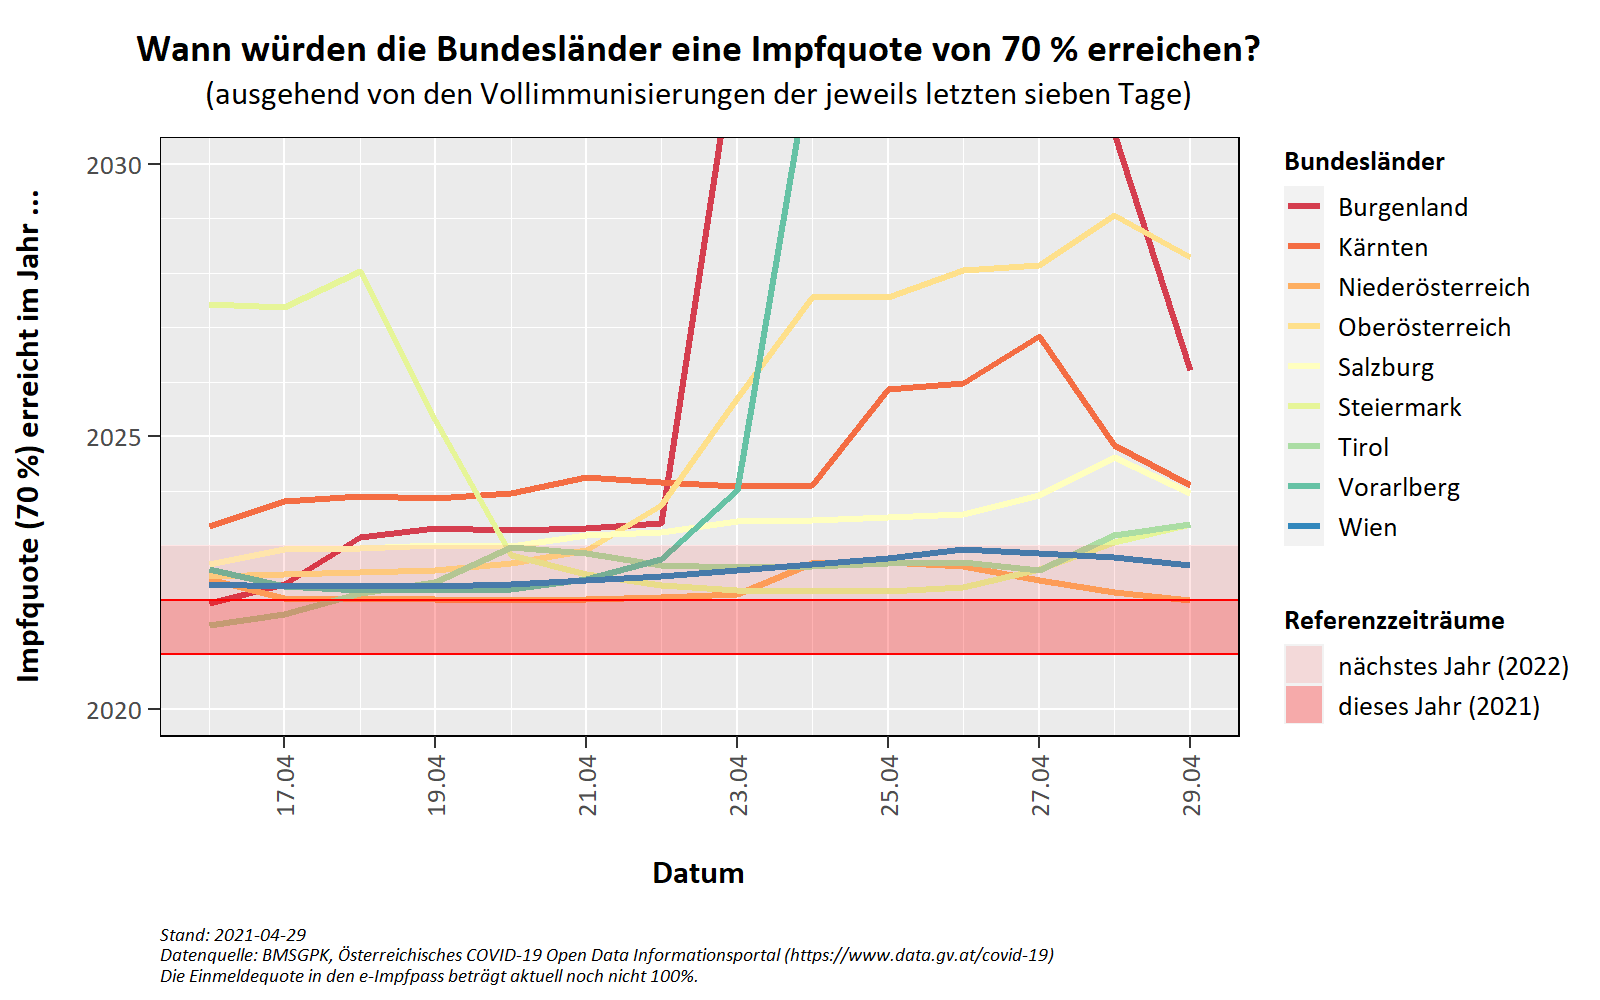 Wann würden die Bundesländer eine Impfquote von 70 % erreichen?
(ausgehend von den Vollimmunisierungen der jeweils letzten sieben Tage)
Impfquote (70 %) erreicht im Jahr ...
2030
2025
2020
17.04
19.04
21.04
23.04
25.04
27.04
29.04
Datum
Bundesländer
Burgenland
Kärnten
Niederösterreich
Oberösterreich
Salzburg
Steiermark
Tirol
Vorarlberg
Wien
Referenzzeiträume
nächstes Jahr (2022)
dieses Jahr (2021)
Stand: 2021-04-29
Datenquelle: BMSGPK, Österreichisches COVID-19 Open Data Informationsportal (https://www.data.gv.at/covid-19)
Die Einmeldequote in den e-Impfpass beträgt aktuell noch nicht 100%.